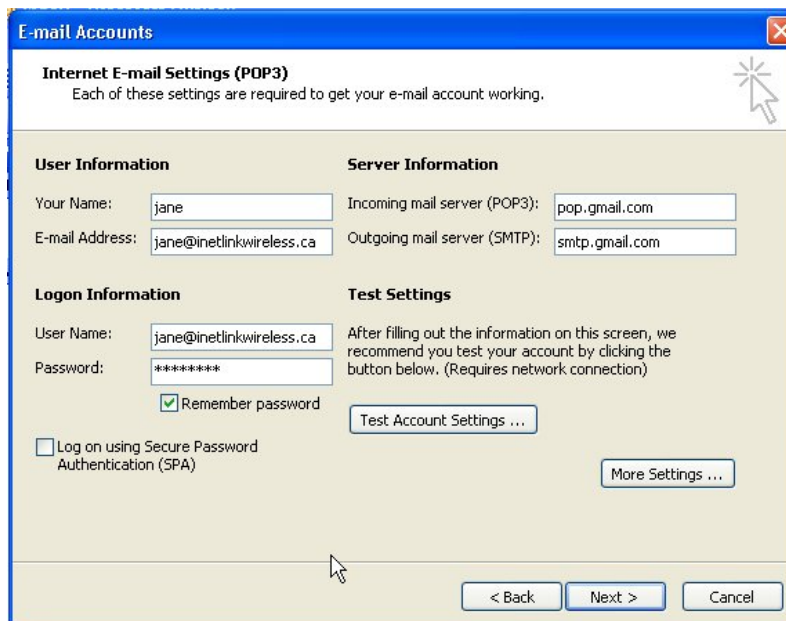 E-mail Accounts
Internet E-mail Settings (POP3)
Each of these settings are required to get your e-mail account working.
User Information
Your Name: jane
E-mail Address: jane@inetlinkwireless.ca
Server Information
Incoming mail server (POP3): pop.gmail.com
Outgoing mail server (SMTP): smtp.gmail.com
Logon Information
User Name: jane@inetlinkwireless.ca
Password: ********
Remember password
Log on using Secure Password
Authentication (SPA)
Test Settings
After filling out the information on this screen, we
recommend you test your account by clicking the
button below. (Requires network connection)
Test Account Settings ...
More Settings ...
< Back
Next >
Cancel